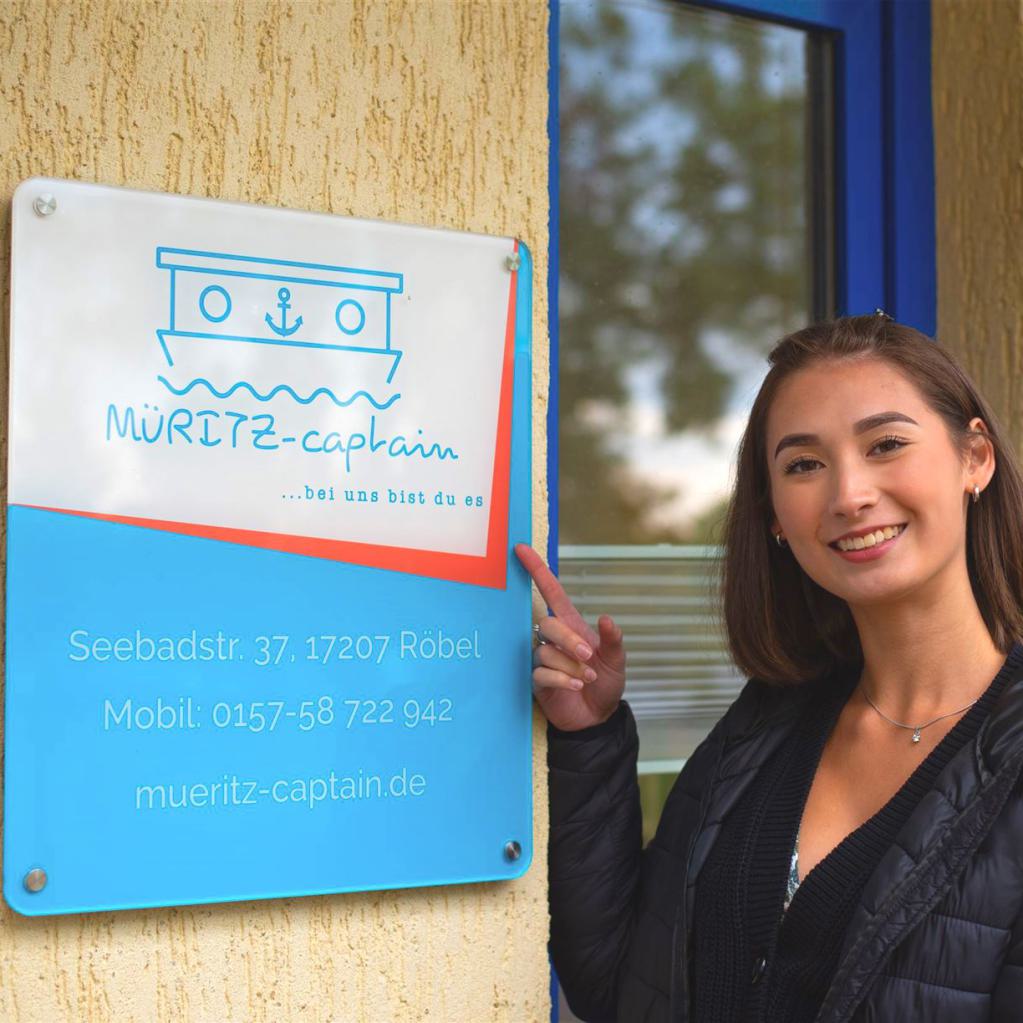 MÜRITZ-captain
...bei uns bist du es
Seebadstr. 37, 17207 Röbel
Mobil: 0157-58 722 942
mueritz-captain.de